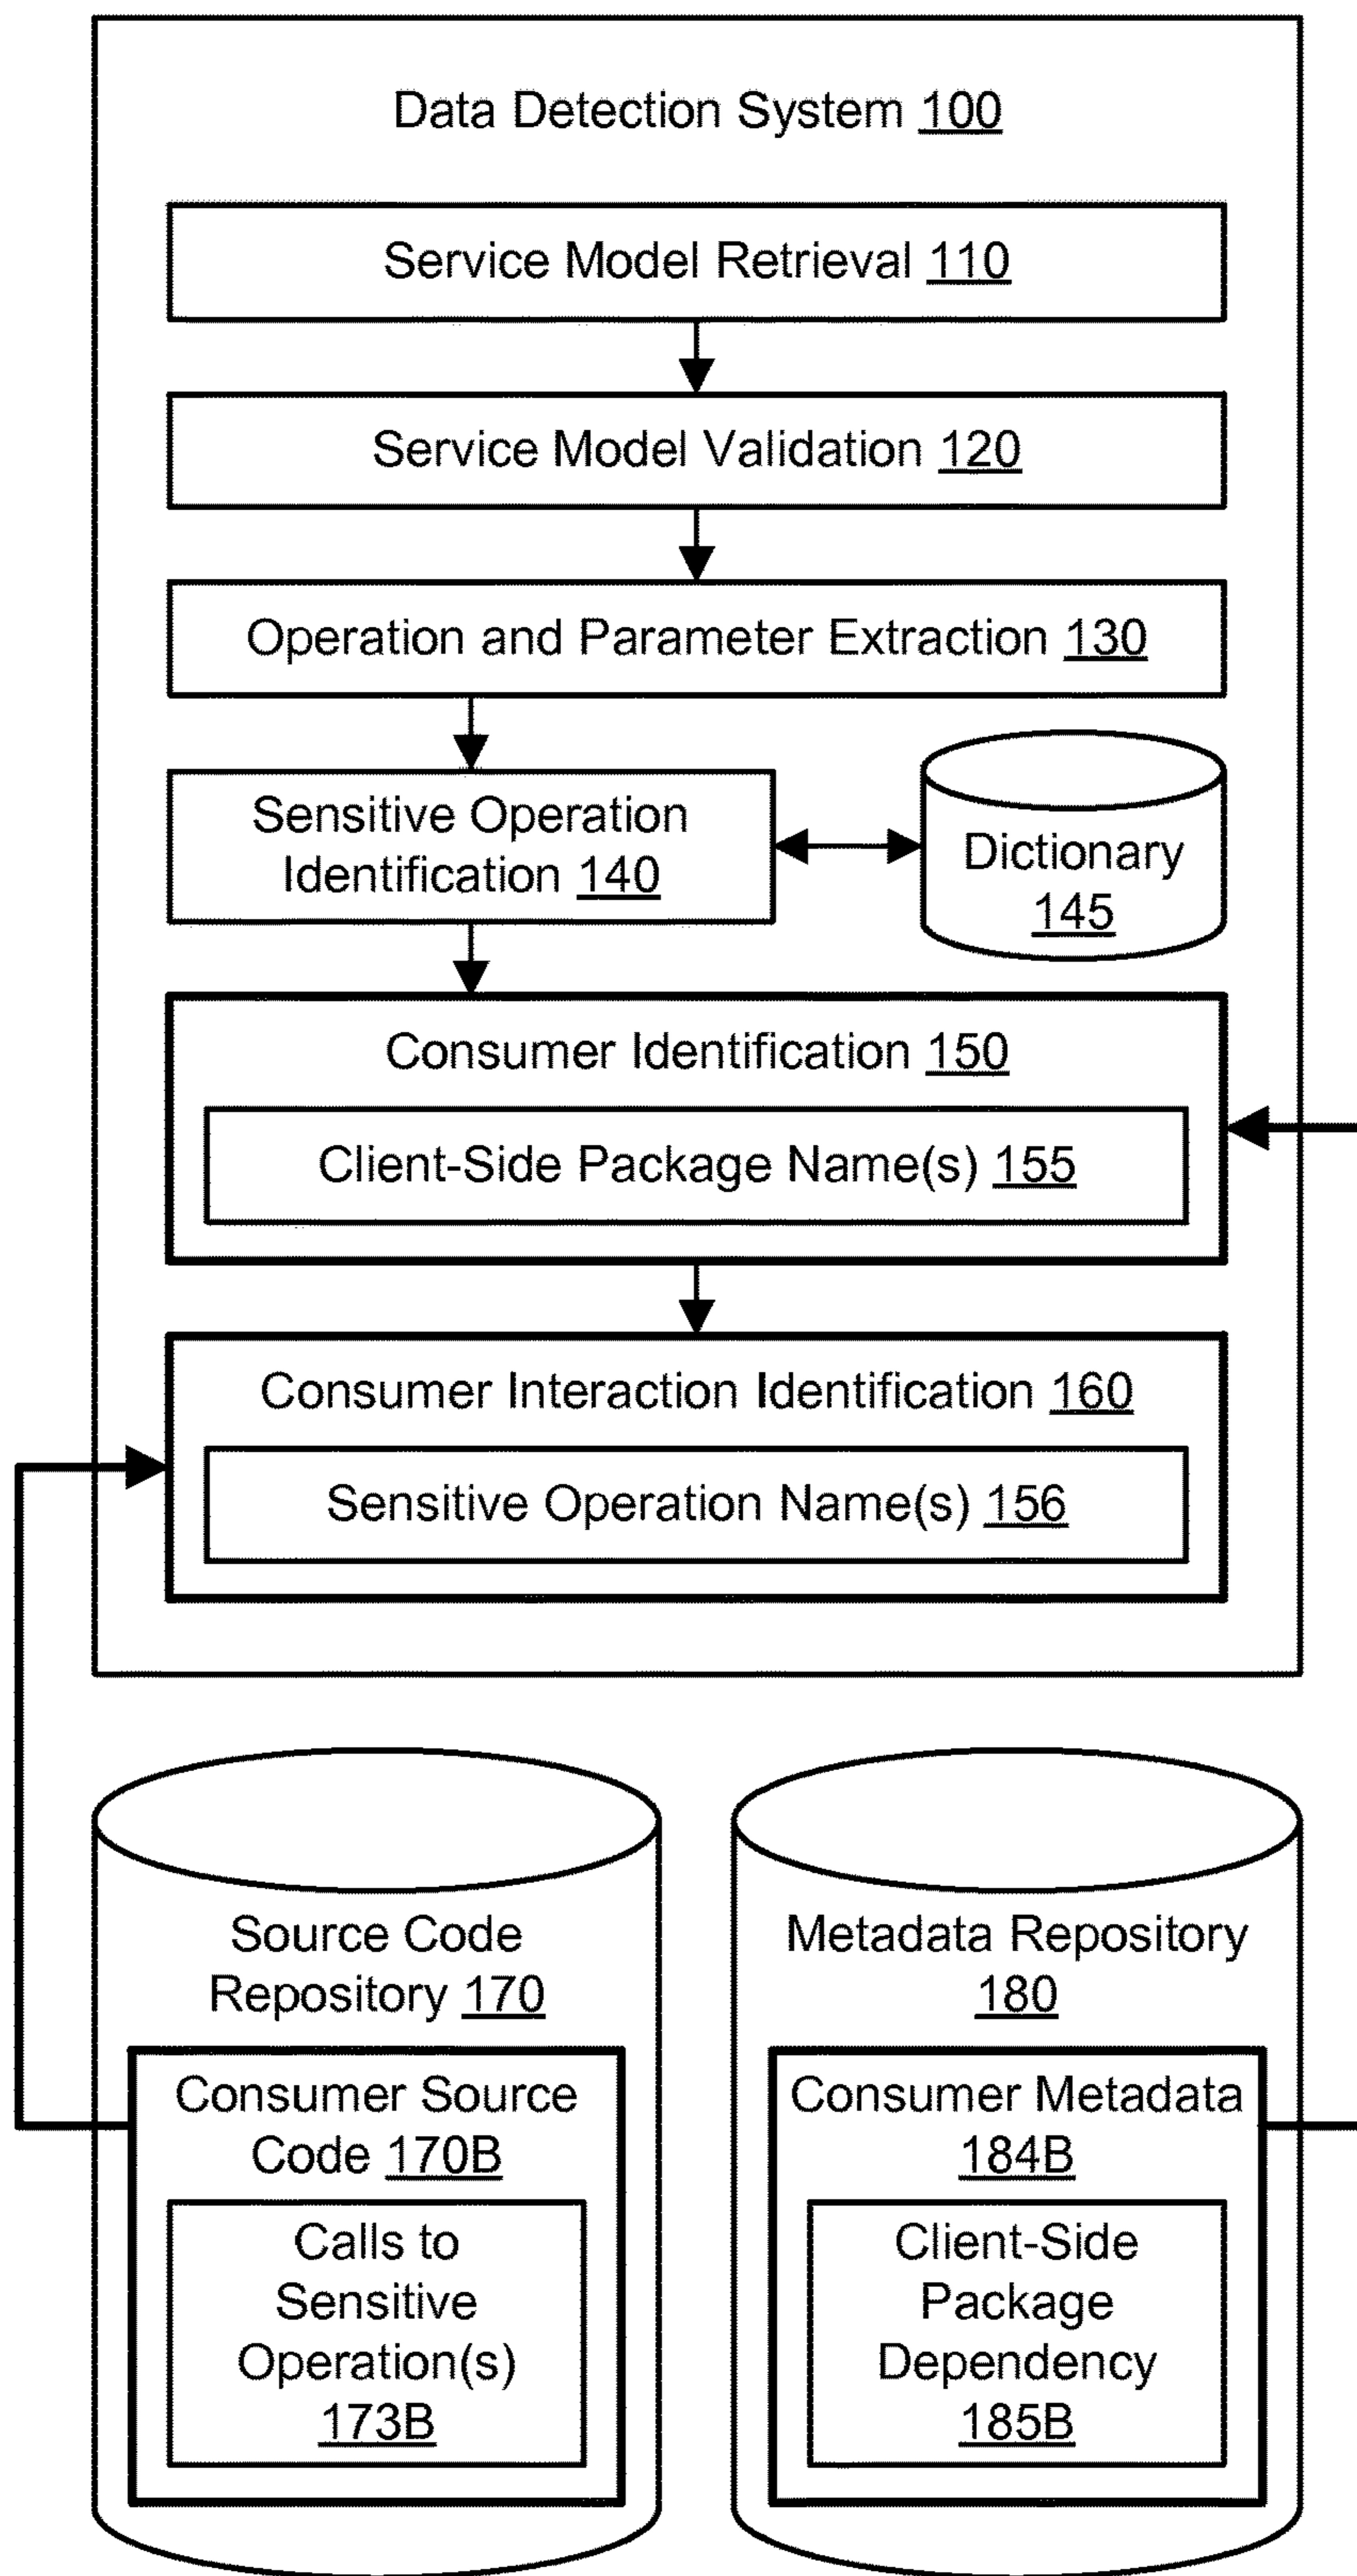 Data Detection System 100
Service Model Retrieval 110
Service Model Validation 120
Operation and Parameter Extraction 130
Sensitive Operation
Identification 140
Dictionary
145
Consumer Identification 150
Client-Side Package Name(s) 155
Consumer Interaction Identification 160
Sensitive Operation Name(s) 156
Source Code
Repository 170
Consumer Source
Code 170B
Calls to
Sensitive
Operation(s)
173B
Metadata Repository
180
Consumer Metadata
184B
Client-Side
Package
Dependency
185B